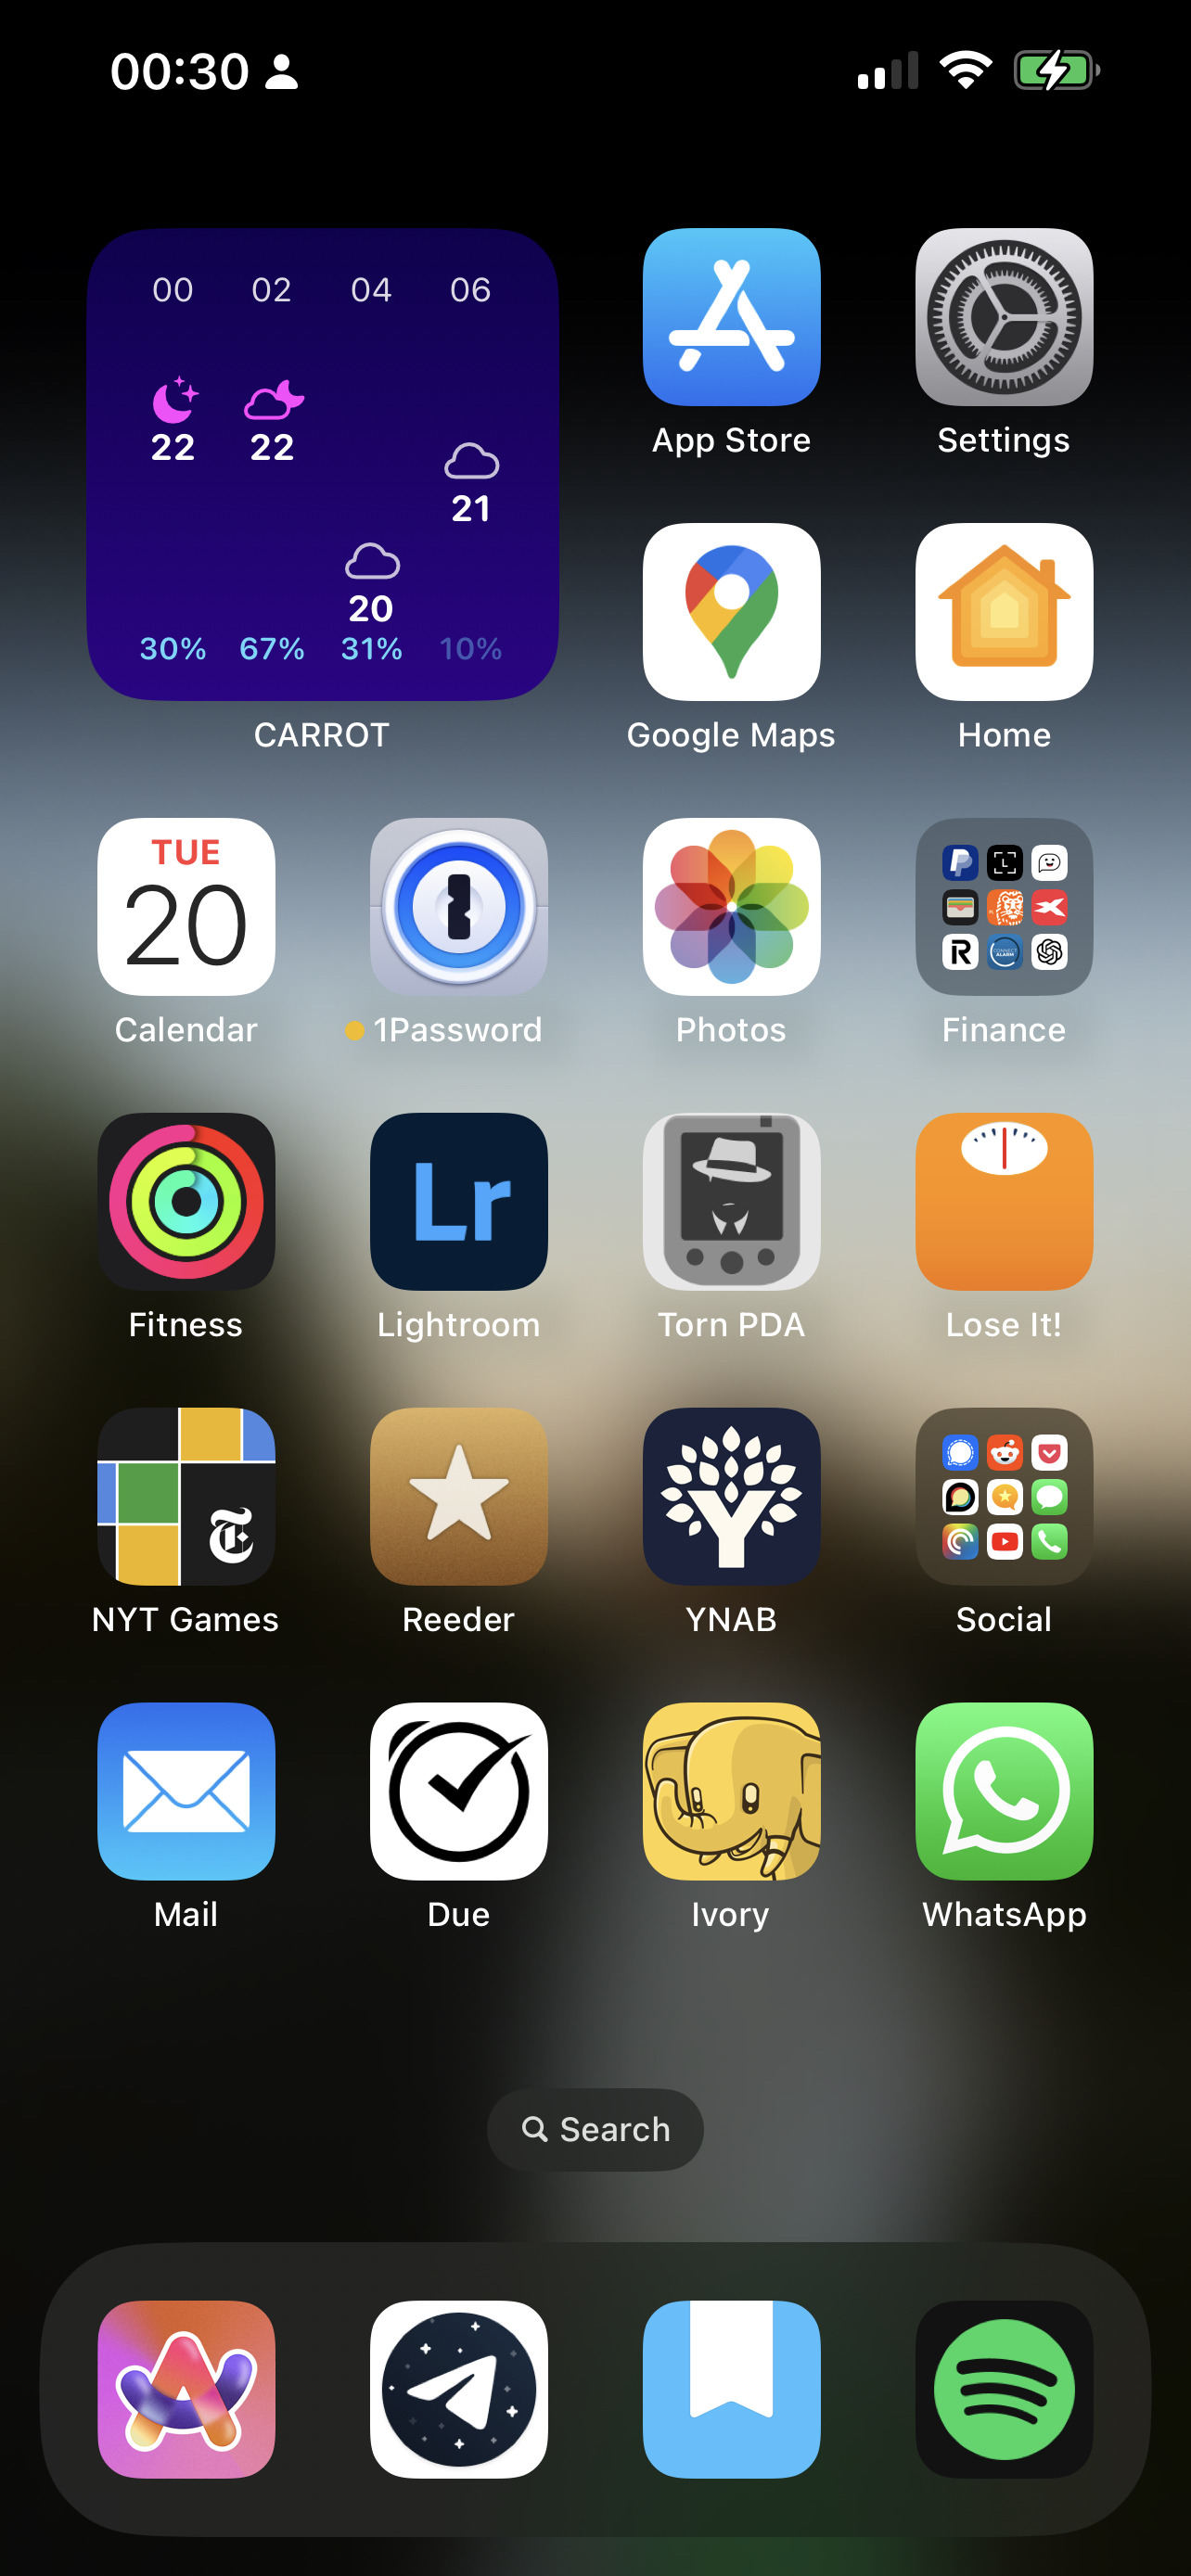 00:30
00 02 04 06
22 22
21
20
30% 67% 31% 10%
CARROT
App Store Settings
Google Maps Home
TUE
20
Calendar 1Password Photos Finance
Lr
Fitness Lightroom Torn PDA Lose It!
NYT Games Reeder YNAB Social
Mail Due Ivory WhatsApp
Search